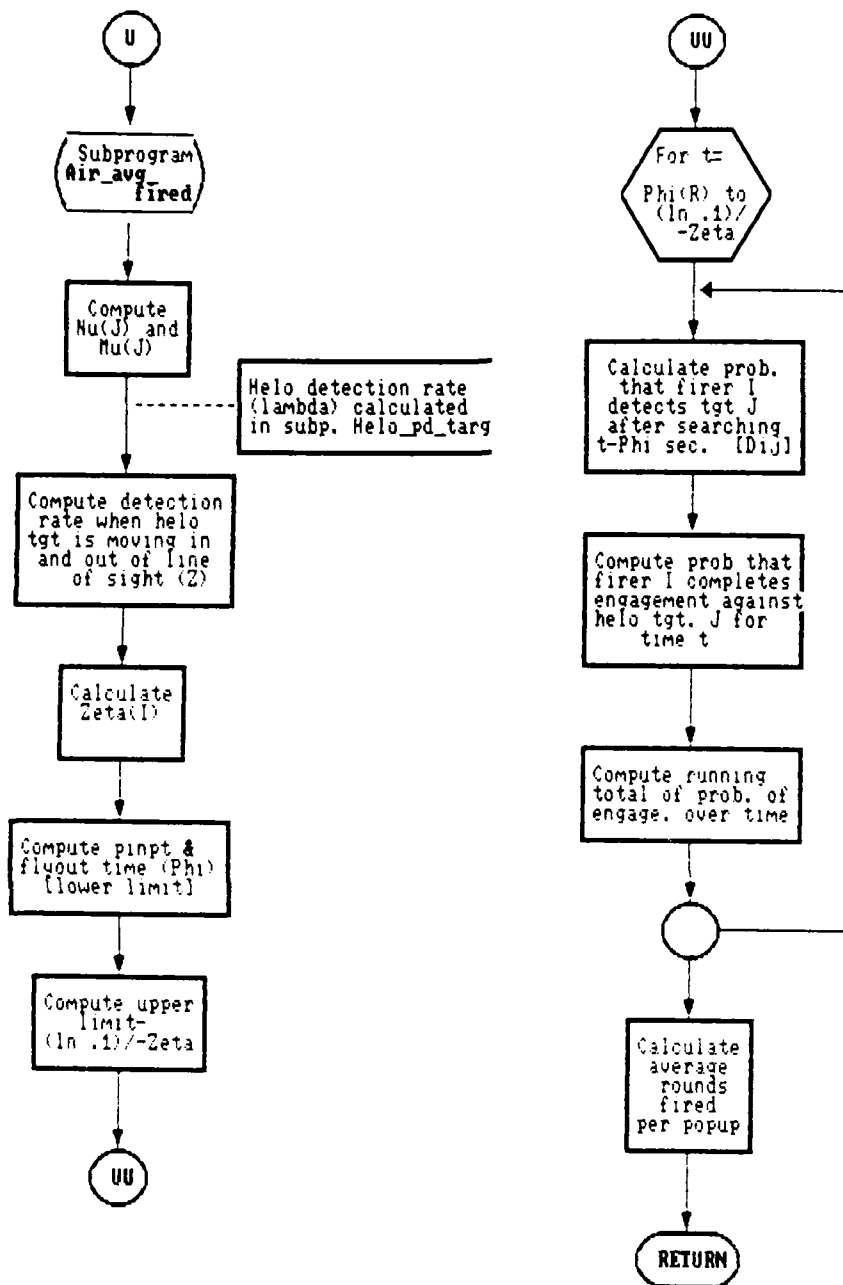 U
Subprogram
Air_avg_
fired
Compute
Nu(J) and
Mu(J)
Helo detection rate
(lambda) calculated
in subp. Helo_pd_targ
Compute detection
rate when helo
tgt is moving in
and out of line
of sight (Z)
Calculate
Zeta(I)
Compute pinpt &
flyout time (Phi)
[lower limit]
Compute upper
limit-
(ln .1)/-Zeta
UU
UU
For t=
Phi(R) to
(ln .1)/
-Zeta
Calculate prob.
that firer I
detects tgt J
after searching
t-Phi sec. [Dij]
Compute prob that
firer I completes
engagement against
helo tgt. J for
time t
Compute running
total of prob. of
engage. over time
Calculate
average
rounds
fired
per popup
RETURN